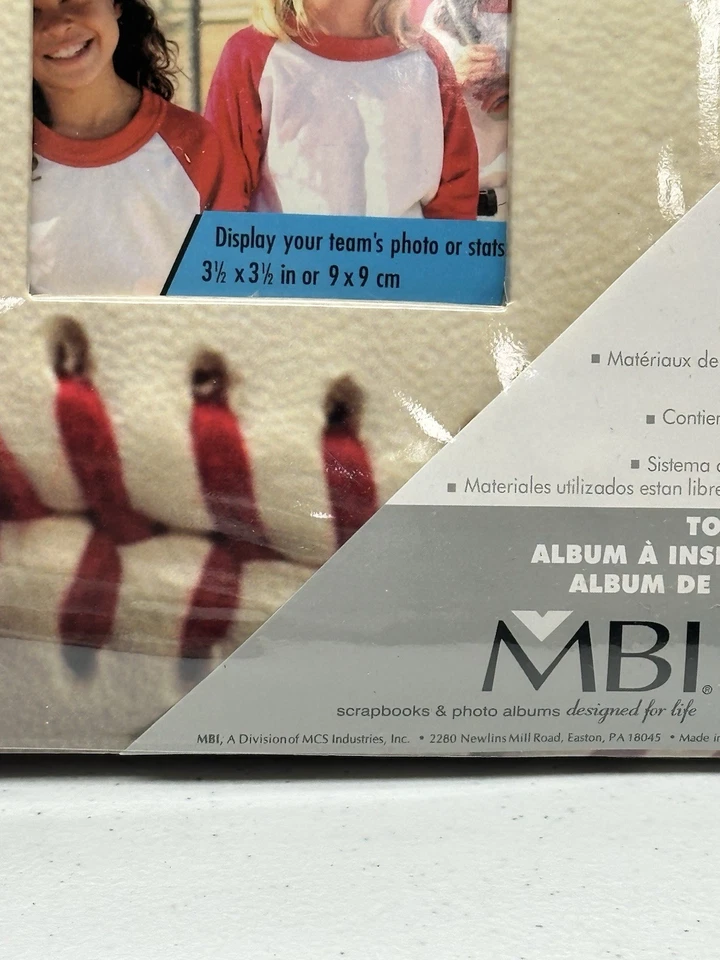 Display your team's photo or stats
3½ x 3½ in or 9 x 9 cm
■ Matériaux de
■ Contien
■ Sistema
■ Materiales utilizados estan libre
TO
ALBUM À INS
ALBUM DE
MBI®
scrapbooks & photo albums designed for life
MBI, A Division of MCS Industries, Inc. • 2280 Newlins Mill Road, Easton, PA 18045 • Made in